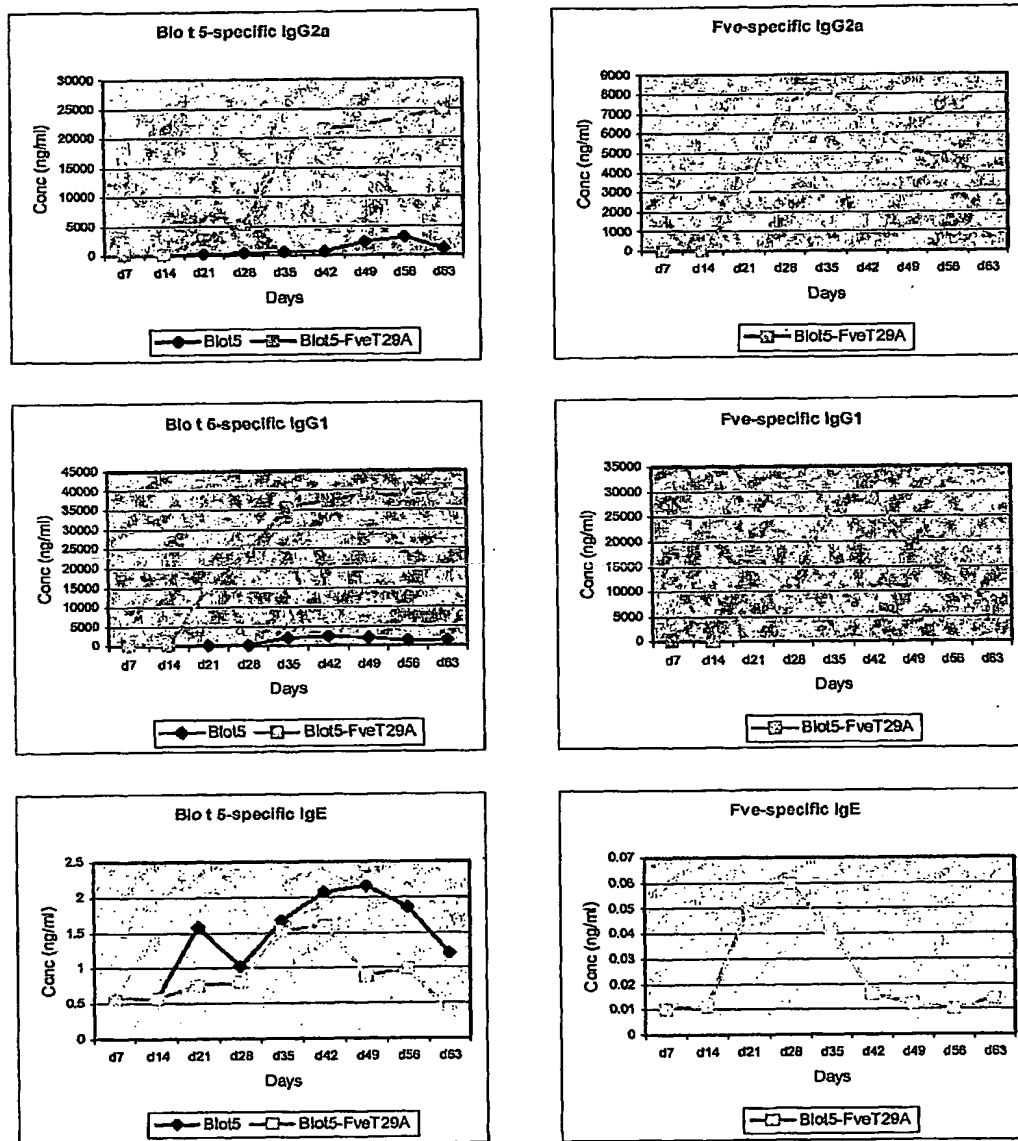 Blo t 5-specific IgG2a
Conc (ng/ml)
30000
25000
20000
15000
10000
5000
0
d7 d14 d21 d28 d35 d42 d49 d56 d63
Days
Blot5 Blot5-FveT29A
Fve-specific IgG2a
Conc (ng/ml)
9000
8000
7000
6000
5000
4000
3000
2000
1000
0
d7 d14 d21 d28 d35 d42 d49 d56 d63
Days
Blot5-FveT29A
Blo t 5-specific IgG1
Conc (ng/ml)
45000
40000
35000
30000
25000
20000
15000
10000
5000
0
d7 d14 d21 d28 d35 d42 d49 d56 d63
Days
Blot5 Blot5-FveT29A
Fve-specific IgG1
Conc (ng/ml)
35000
30000
25000
20000
15000
10000
5000
0
d7 d14 d21 d28 d35 d42 d49 d56 d63
Days
Blot5-FveT29A
Blo t 5-specific IgE
Conc (ng/ml)
2.5
2
1.5
1
0.5
0
d7 d14 d21 d28 d35 d42 d49 d56 d63
Days
Blot5 Blot5-FveT29A
Fve-specific IgE
Conc (ng/ml)
0.07
0.06
0.05
0.04
0.03
0.02
0.01
0
d7 d14 d21 d28 d35 d42 d49 d56 d63
Days
Blot5-FveT29A